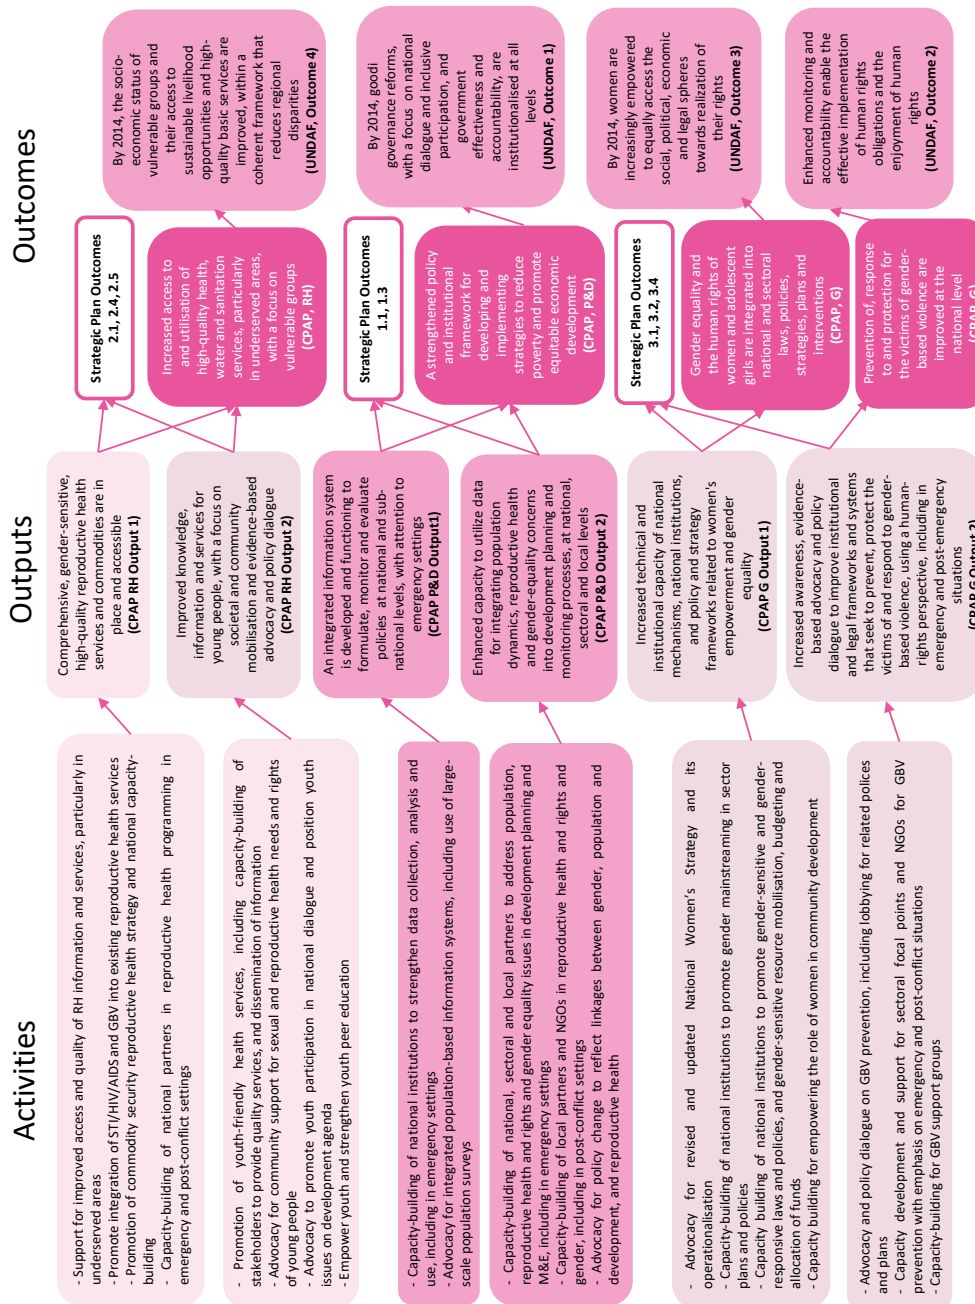 Activities
- Support for improved access and quality of RH information and services, particularly in
underserved areas
- Promote integration of STI/HIV/AIDS and GBV into existing reproductive health services
- Promotion of commodity security reproductive health strategy and national capacity-
building
- Capacity-building of national partners in reproductive health programming in
emergency and post-conflict settings
- Promotion of youth-friendly health services, including capacity-building of
stakeholders to provide quality services, and dissemination of information
- Advocacy for community support for sexual and reproductive health needs and rights
of young people
- Advocacy to promote youth participation in national dialogue and position youth
issues on development agenda
- Empower youth and strengthen youth peer education
- Capacity-building of national institutions to strengthen data collection, analysis and
use, including in emergency settings
- Advocacy for integrated population-based information systems, including use of large-
scale population surveys
- Capacity-building of national, sectoral and local partners to address population,
reproductive health and rights and gender equality issues in development planning and
M&E, including in emergency settings
- Capacity-building of local partners and NGOs in reproductive health and rights and
gender, including in post-conflict settings
- Advocacy for policy change to reflect linkages between gender, population and
development, and reproductive health
- Advocacy for revised and updated National Women's Strategy and its
operationalisation
- Capacity-building of national institutions to promote gender mainstreaming in sector
plans and policies
- Capacity building of national institutions to promote gender-sensitive and gender-
responsive laws and policies, and gender-sensitive resource mobilisation, budgeting and
allocation of funds
- Capacity building for empowering the role of women in community development
- Advocacy and policy dialogue on GBV prevention, including lobbying for related polices
and plans
- Capacity development and support for sectoral focal points and NGOs for GBV
prevention with emphasis on emergency and post-conflict situations
- Capacity-building for GBV support groups
Outputs
Comprehensive, gender-sensitive,
high-quality reproductive health
services and commodities are in
place and accessible
(CPAP RH Output 1)
Improved knowledge,
information and services for
young people, with a focus on
societal and community
mobilisation and evidence-based
advocacy and policy dialogue
(CPAP RH Output 2)
An integrated information system
is developed and functioning to
formulate, monitor and evaluate
policies at national and sub-
national levels, with attention to
emergency settings
(CPAP P&D Output1)
Enhanced capacity to utilize data
for integrating population
dynamics, reproductive health
and gender-equality concerns
into development planning and
monitoring processes, at national,
sectoral and local levels
(CPAP P&D Output 2)
Increased technical and
institutional capacity of national
mechanisms, national institutions,
and policy and strategy
frameworks related to women's
empowerment and gender
equality
(CPAP G Output 1)
Increased awareness, evidence-
based advocacy and policy
dialogue to improve institutional
and legal frameworks and systems
that seek to prevent, protect the
victims of and respond to gender-
based violence, using a human-
rights perspective, including in
emergency and post-emergency
situations
(CPAP G Output 2)
Outcomes
Strategic Plan Outcomes
2.1, 2.4, 2.5
Increased access to
and utilisation of
high-quality health,
water and sanitation
services, particularly
in underserved areas,
with a focus on
vulnerable groups
(CPAP, RH)
Strategic Plan Outcomes
1.1, 1.3
A strengthened policy
and institutional
framework for
developing and
implementing
strategies to reduce
poverty and promote
equitable economic
development
(CPAP, P&D)
Strategic Plan Outcomes
3.1, 3.2, 3.4
Gender equality and
the human rights of
women and adolescent
girls are integrated into
national and sectoral
laws, policies,
strategies, plans and
interventions
(CPAP, G)
Prevention of, response
to and protection for
the victims of gender-
based violence are
improved at the
national level
(CPAP, G)
By 2014, the socio-
economic status of
vulnerable groups and
their access to
sustainable livelihood
opportunities and high-
quality basic services are
improved, within a
coherent framework that
reduces regional
disparities
(UNDAF, Outcome 4)
By 2014, goodi
governance reforms,
with a focus on national
dialogue and inclusive
participation, and
government
effectiveness and
accountability, are
institutionalised at all
levels
(UNDAF, Outcome 1)
By 2014, women are
increasingly empowered
to equally access the
social, political, economic
and legal spheres
towards realization of
their rights
(UNDAF, Outcome 3)
Enhanced monitoring and
accountability enable the
effective implementation
of human rights
obligations and the
enjoyment of human
rights
(UNDAF, Outcome 2)